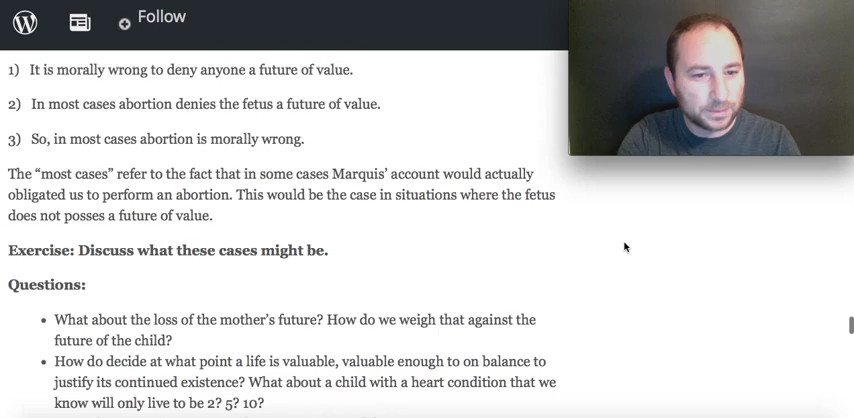 Follow
1) It is morally wrong to deny anyone a future of value.
2) In most cases abortion denies the fetus a future of value.
3) So, in most cases abortion is morally wrong.
The “most cases” refer to the fact that in some cases Marquis’ account would actually
obligated us to perform an abortion. This would be the case in situations where the fetus
does not posses a future of value.
Exercise: Discuss what these cases might be.
Questions:
• What about the loss of the mother’s future? How do we weigh that against the
future of the child?
• How do decide at what point a life is valuable, valuable enough to on balance to
justify its continued existence? What about a child with a heart condition that we
know will only live to be 2? 5? 10?